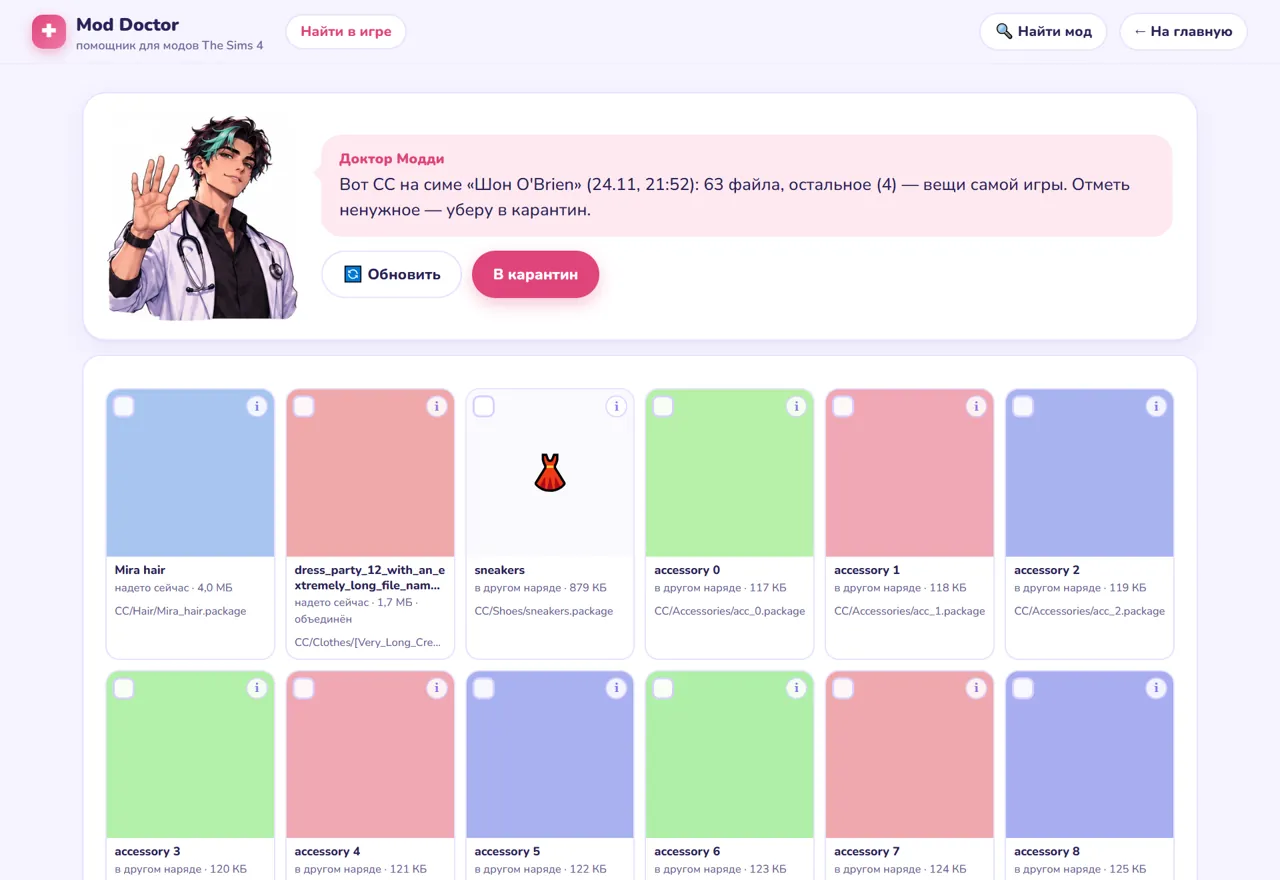 Mod Doctor
помощник для модов The Sims 4
Найти в игре
Найти мод
← На главную
Доктор Модди
Вот СС на симе «Шон O'Brien» (24.11, 21:52): 63 файла, остальное (4) — вещи самой игры. Отметь
ненужное — уберу в карантин.
Обновить
В карантин
i
i
i
i
i
i
Mira hair
надето сейчас · 4,0 МБ
CC/Hair/Mira_hair.package
dress_party_12_with_an_e
xtremely_long_file_nam...
надето сейчас · 1,7 МБ ·
объединён
CC/Clothes/[Very_Long_Cre...
sneakers
в другом наряде · 879 КБ
CC/Shoes/sneakers.package
accessory 0
в другом наряде · 117 КБ
CC/Accessories/acc_0.package
accessory 1
в другом наряде · 118 КБ
CC/Accessories/acc_1.package
accessory 2
в другом наряде · 119 КБ
CC/Accessories/acc_2.package
i
i
i
i
i
i
accessory 3
в другом наряде · 120 КБ
accessory 4
в другом наряде · 121 КБ
accessory 5
в другом наряде · 122 КБ
accessory 6
в другом наряде · 123 КБ
accessory 7
в другом наряде · 124 КБ
accessory 8
в другом наряде · 125 КБ